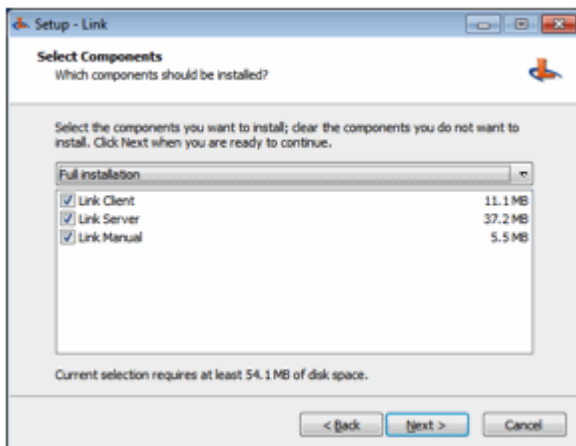 Setup - Link
Select Components
Which components should be installed?
Select the components you want to install; clear the components you do not want to
install. Click Next when you are ready to continue.
Full installation
Link Client 11.1 MB
Link Server 37.2 MB
Link Manual 5.5 MB
Current selection requires at least 54.1 MB of disk space.
< Back Next > Cancel